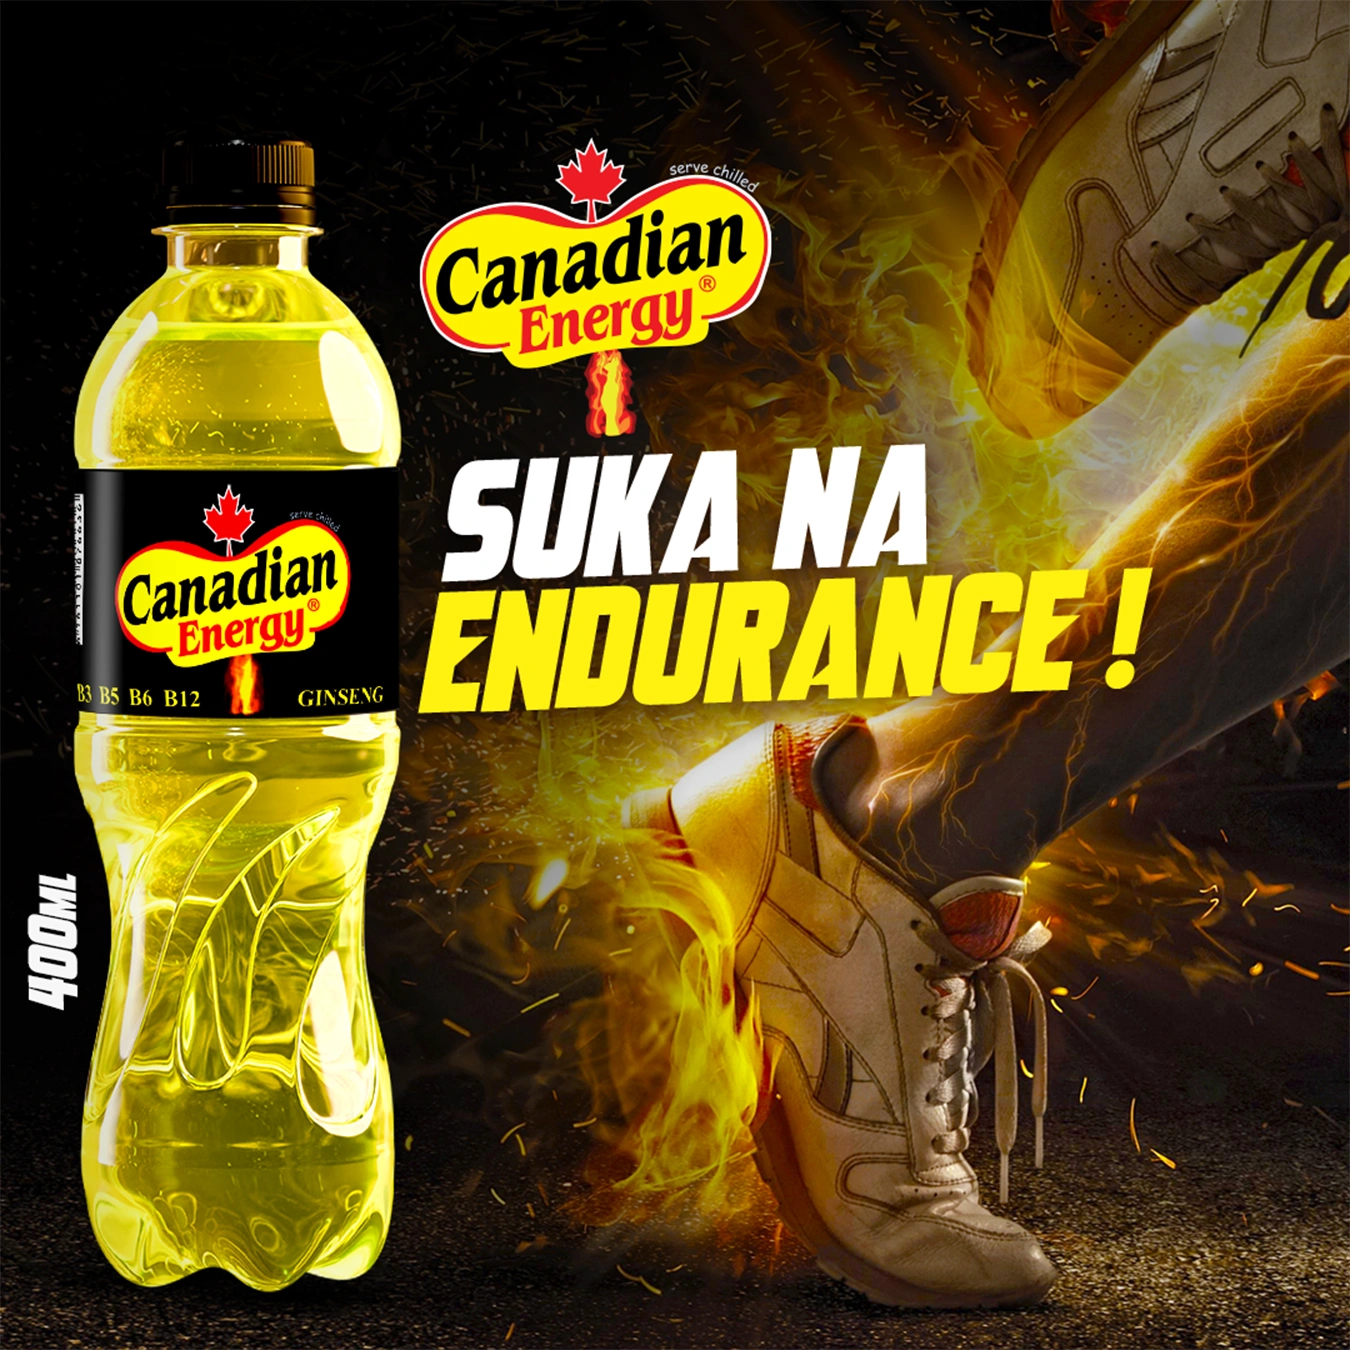 serve chilled
Canadian
Energy®
SUKA NA
ENDURANCE!
serve chilled
Canadian
Energy®
B3 B5 B6 B12 GINSENG
400ML